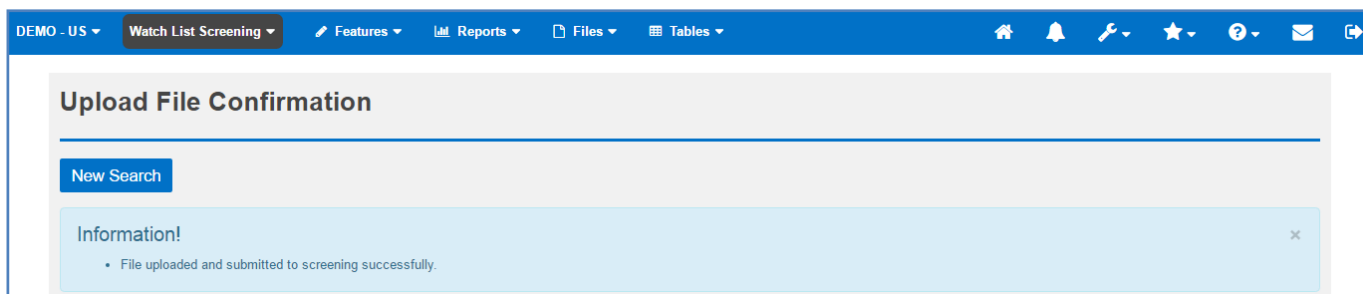 DEMO - US Watch List Screening Features Reports Files Tables
Upload File Confirmation
New Search
Information!
×
• File uploaded and submitted to screening successfully.